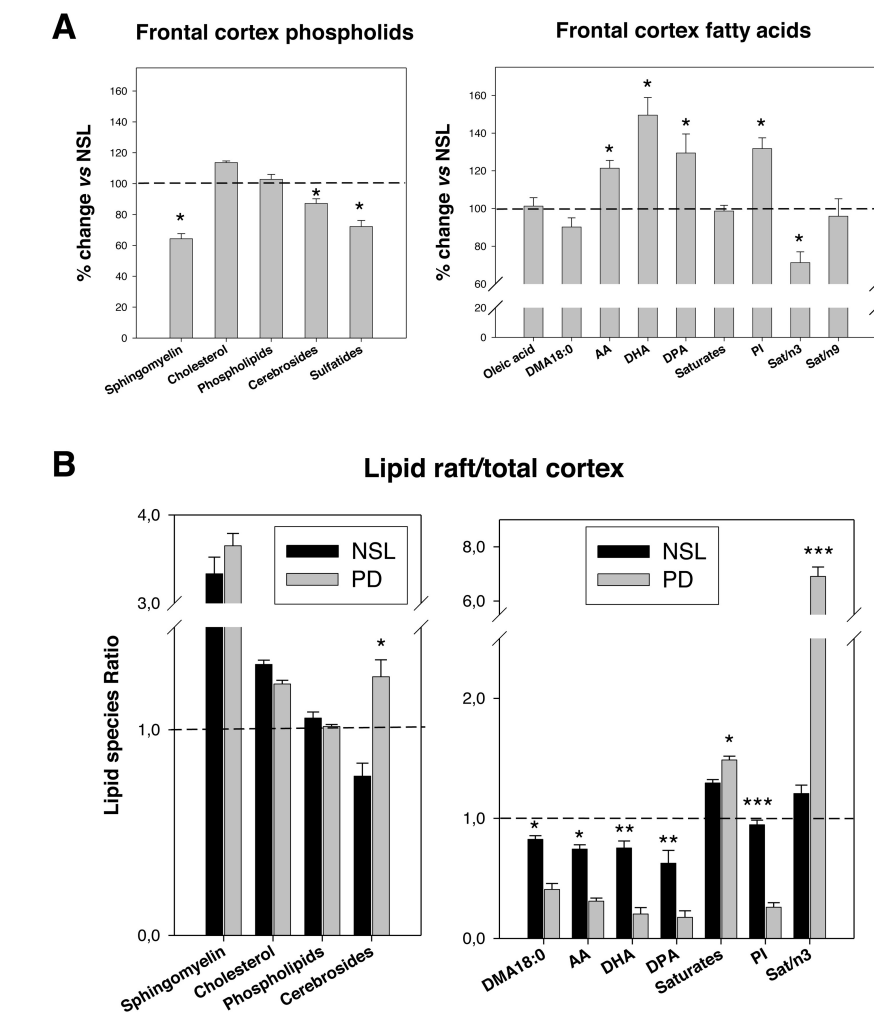 A
Frontal cortex phospholids
Frontal cortex fatty acids
% change vs NSL
160
140
120
100
80
60
40
20
0
*
*
*
Sphingomyelin
Cholesterol
Phospholipids
Cerebrosides
Sulfatides
% change vs NSL
160
140
120
100
80
60
20
0
*
*
*
*
*
Oleic acid
DMA18:0
AA
DHA
DPA
Saturates
PI
Sat/n3
Sat/n9
B
Lipid raft/total cortex
Lipid species Ratio
4,0
3,0
1,0
0,0
NSL
PD
*
Sphingomyelin
Cholesterol
Phospholipids
Cerebrosides
8,0
6,0
2,0
1,0
0,0
NSL
PD
*
*
**
**
*
***
***
DMA18:0
AA
DHA
DPA
Saturates
PI
Sat/n3